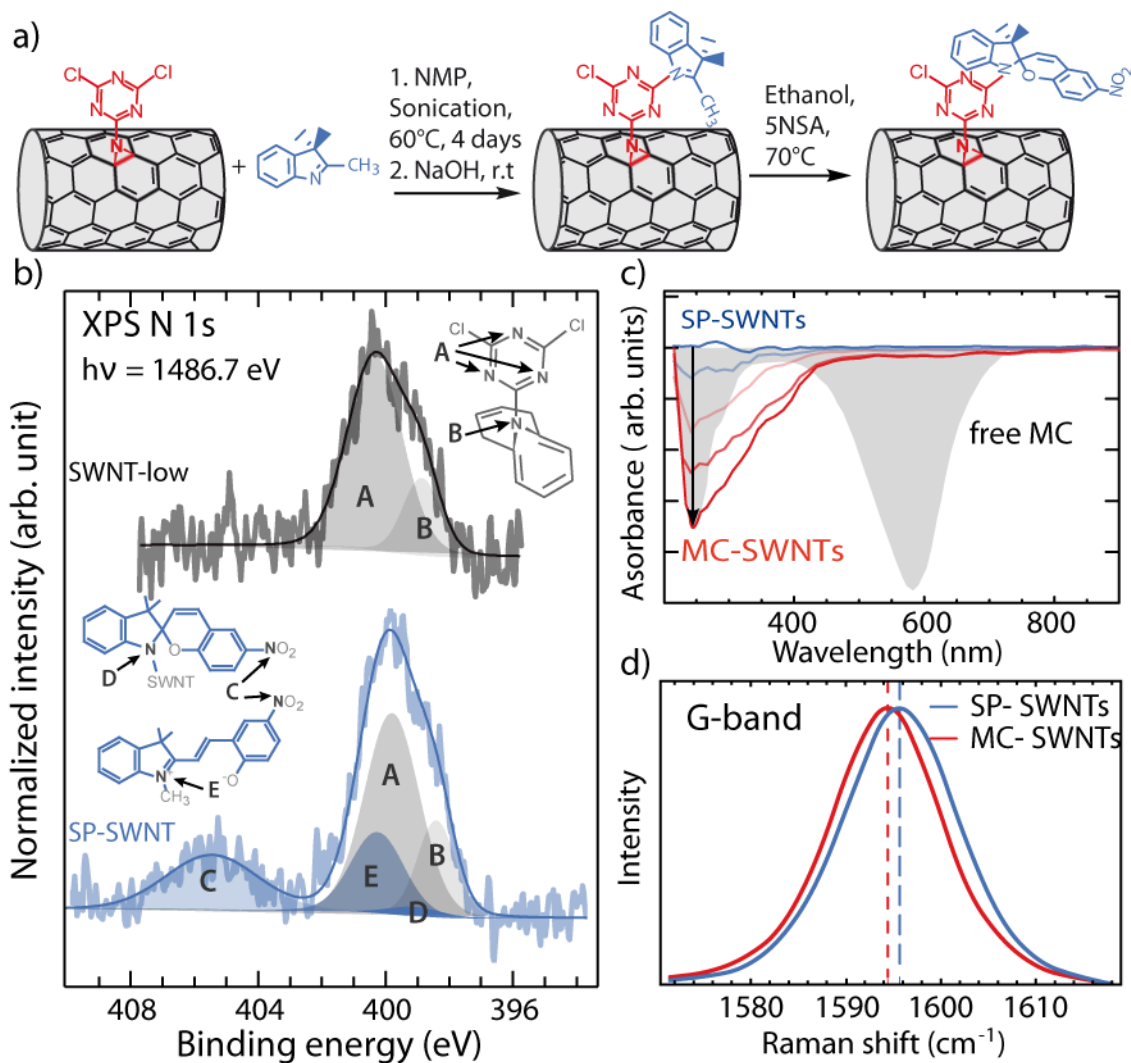 a)
Cl
Cl
N
N
N
N
+
N
CH3
1. NMP,
Sonication,
60°C, 4 days
2. NaOH, r.t
Cl
N
N
N
N
N
CH3
Ethanol,
5NSA,
70°C
Cl
N
N
N
N
N
O
NO2
b)
XPS N 1s
hν = 1486.7 eV
SWNT-low
A
B
Cl
Cl
A
N
N
N
B
N
D
N
SWNT
O
NO2
C
NO2
N+
CH3
E
-O
SP-SWNT
C
A
E
B
D
Normalized intensity (arb. unit)
408
404
400
396
Binding energy (eV)
c)
SP-SWNTs
free MC
MC-SWNTs
Asorbance ( arb. units)
400
600
800
Wavelength (nm)
d)
G-band
SP- SWNTs
MC- SWNTs
Intensity
1580
1590
1600
1610
Raman shift (cm-1)